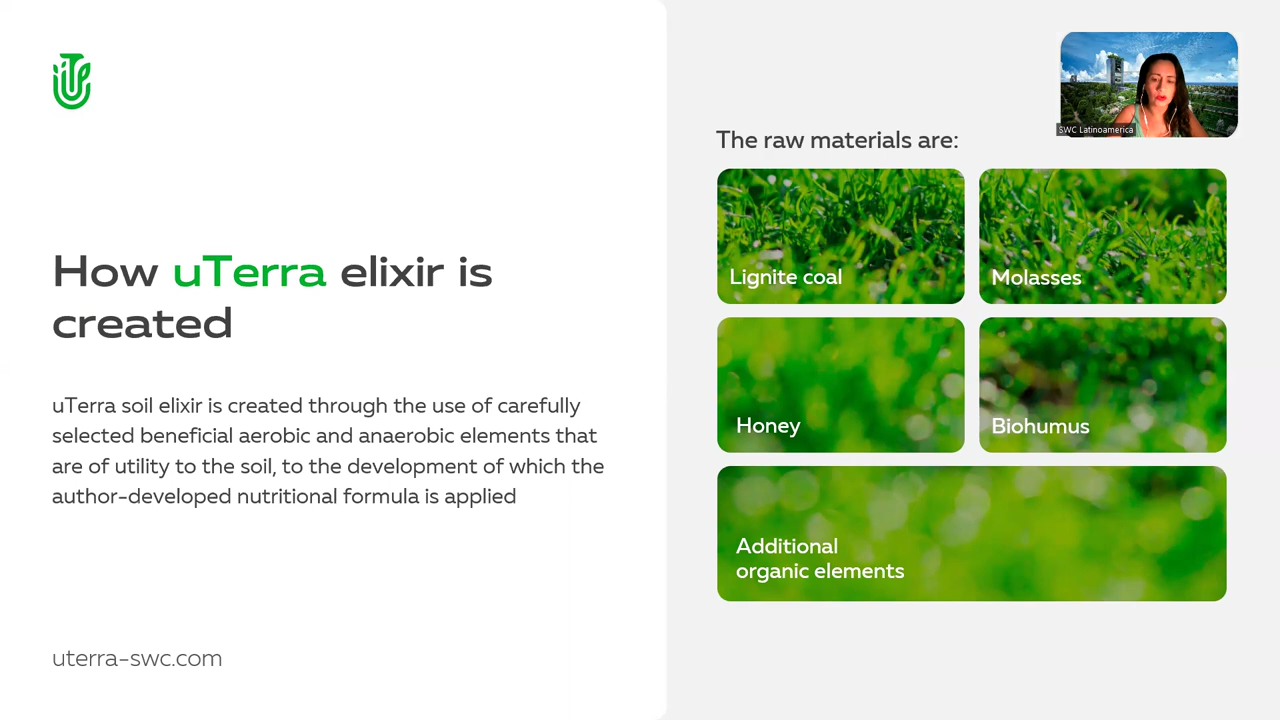 How uTerra elixir is
created
uTerra soil elixir is created through the use of carefully
selected beneficial aerobic and anaerobic elements that
are of utility to the soil, to the development of which the
author-developed nutritional formula is applied
uterra-swc.com
SWC Latinoamerica
The raw materials are:
Lignite coal
Molasses
Honey
Biohumus
Additional
organic elements